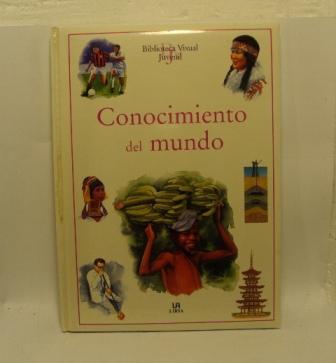 Biblioteca Visual
Juvenil
Conocimiento
del mundo
LIBSA